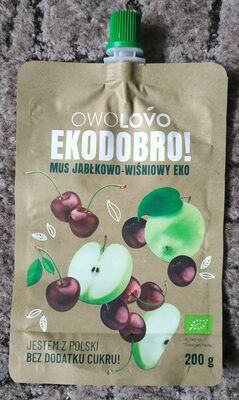 OWOLOVO
EKODOBRO!
MUS JABŁKOWO-WIŚNIOWY EKO
JESTEM Z POLSKI
BEZ DODATKU CUKRU!
200 g